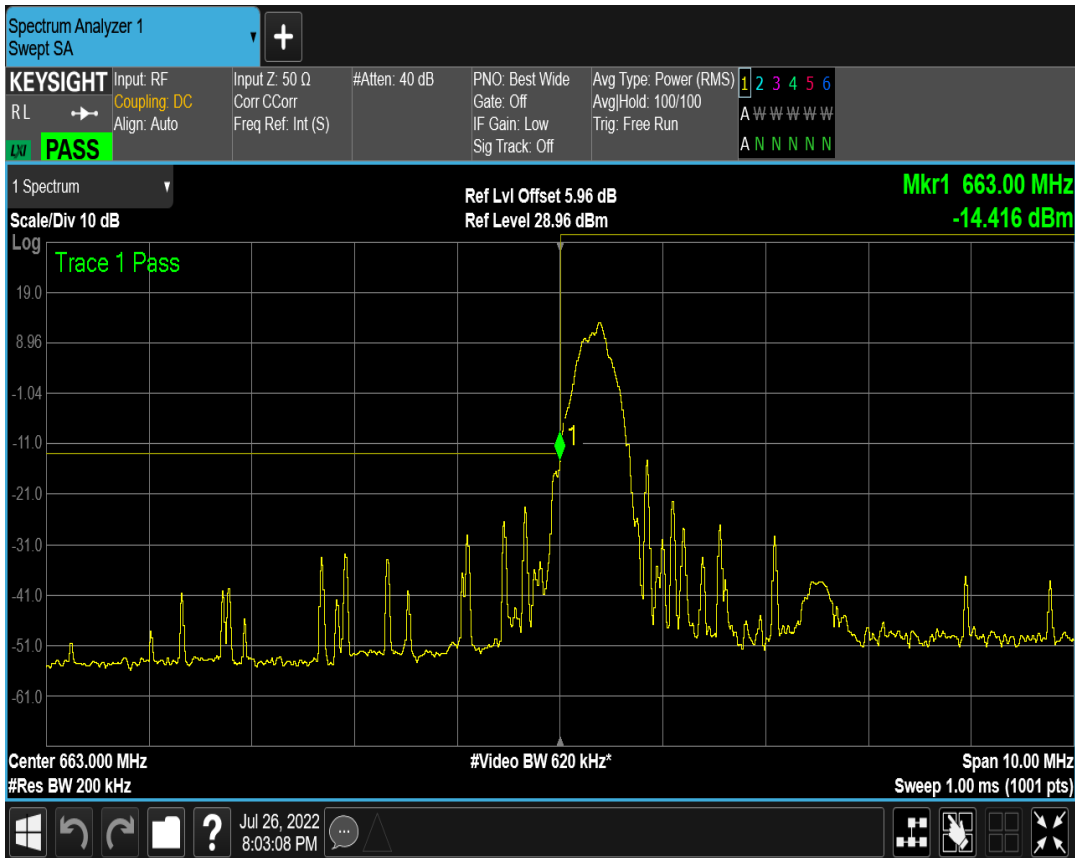 Spectrum Analyzer 1
Swept SA
+
KEYSIGHT
RL
LXI
PASS
Input: RF
Coupling: DC
Align: Auto
Input Z: 50 Ω
Corr CCorr
Freq Ref: Int (S)
#Atten: 40 dB
PNO: Best Wide
Gate: Off
IF Gain: Low
Sig Track: Off
Avg Type: Power (RMS)
Avg|Hold: 100/100
Trig: Free Run
1 2 3 4 5 6
A W W W W W
A N N N N N
1 Spectrum
Scale/Div 10 dB
Ref Lvl Offset 5.96 dB
Ref Level 28.96 dBm
Mkr1 663.00 MHz
-14.416 dBm
Log
Trace 1 Pass
19.0
8.96
-1.04
-11.0
-21.0
-31.0
-41.0
-51.0
-61.0
1
Center 663.000 MHz
#Res BW 200 kHz
#Video BW 620 kHz*
Span 10.00 MHz
Sweep 1.00 ms (1001 pts)
?
Jul 26, 2022
8:03:08 PM